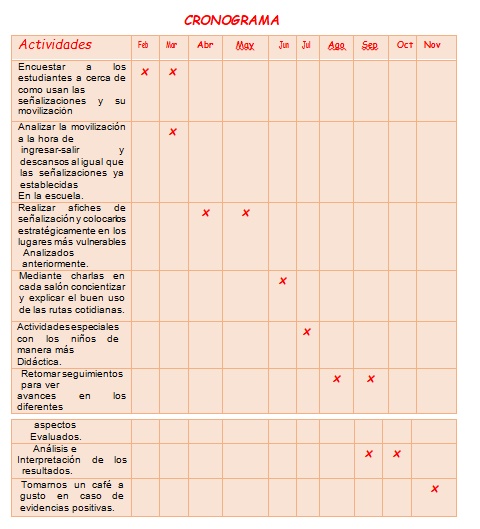 CRONOGRAMA
Actividades Feb Mar Abr May Jun Jul Ago Sep Oct Nov
Encuestar a los
estudiantes a cerca de
como usan las
señalizaciones y su
movilización
x x
Analizar la movilización
a la hora de
ingresar-salir y
descansos al igual que
las señalizaciones ya
establecidas
En la escuela.
x
Realizar afiches de
señalización y colocarlos
estratégicamente en los
lugares más vulnerables
Analizados
anteriormente.
x x
Mediante charlas en
cada salón concientizar
y explicar el buen uso
de las rutas cotidianas.
x
Actividades especiales
con los niños de
manera más
Didáctica.
x
Retomar seguimientos
para ver
avances en los
diferentes
x x
aspectos
Evaluados.
Análisis e
Interpretación de los
resultados.
x x
Tomarnos un café a
gusto en caso de
evidencias positivas.
x